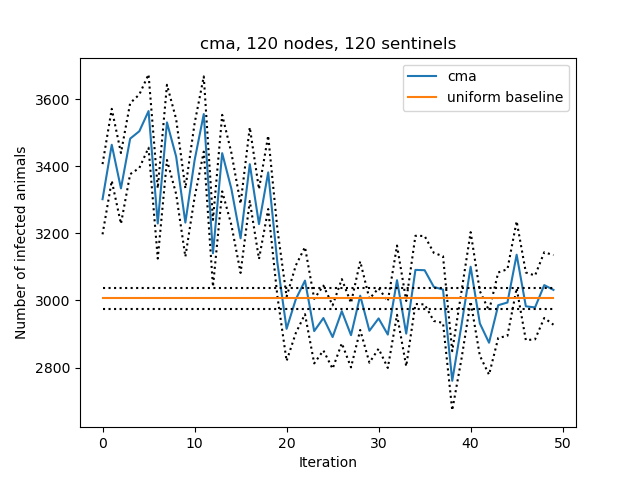 cma, 120 nodes, 120 sentinels
cma
uniform baseline
3600
3400
3200
3000
2800
Number of infected animals
0 10 20 30 40 50
Iteration